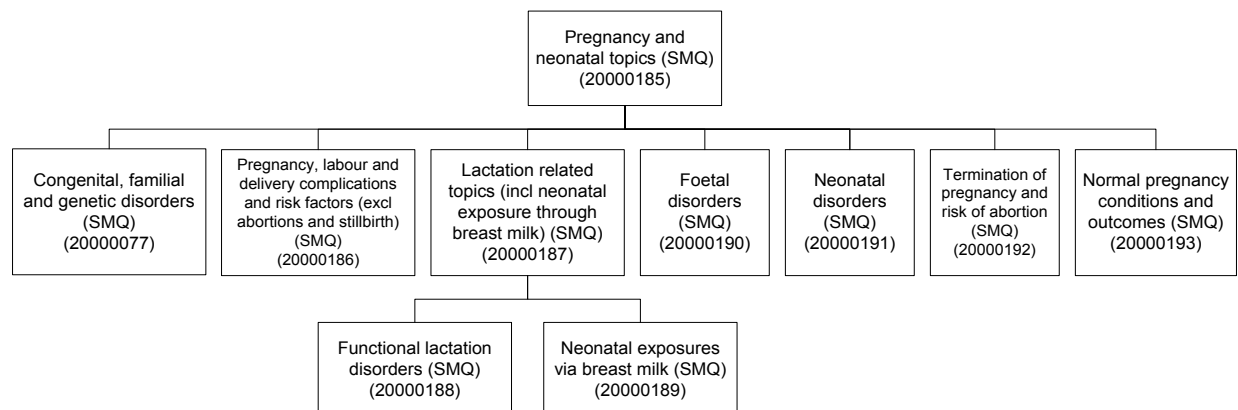 Pregnancy and
neonatal topics (SMQ)
(20000185)
Congenital, familial
and genetic disorders
(SMQ)
(20000077)
Pregnancy, labour and
delivery complications
and risk factors (excl
abortions and stillbirth)
(SMQ)
(20000186)
Lactation related
topics (incl neonatal
exposure through
breast milk) (SMQ)
(20000187)
Foetal
disorders
(SMQ)
(20000190)
Neonatal
disorders
(SMQ)
(20000191)
Termination of
pregnancy and
risk of abortion
(SMQ)
(20000192)
Normal pregnancy
conditions and
outcomes (SMQ)
(20000193)
Functional lactation
disorders (SMQ)
(20000188)
Neonatal exposures
via breast milk (SMQ)
(20000189)